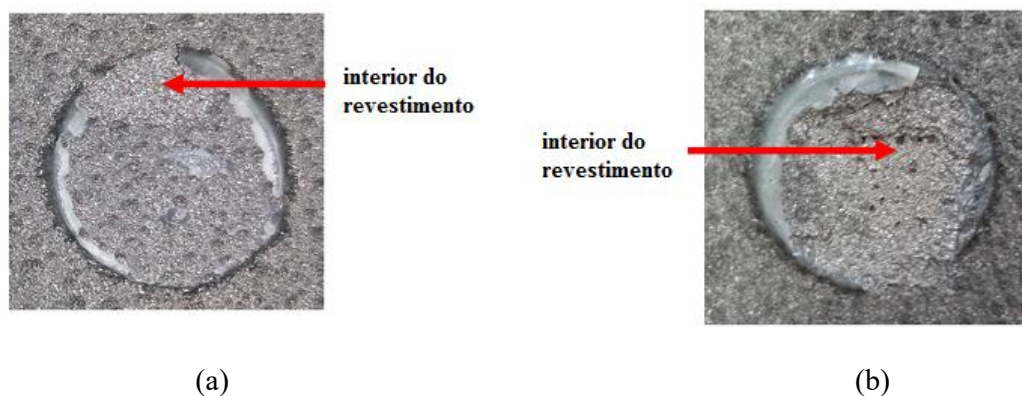 interior do
revestimento
interior do
revestimento
(a)
(b)